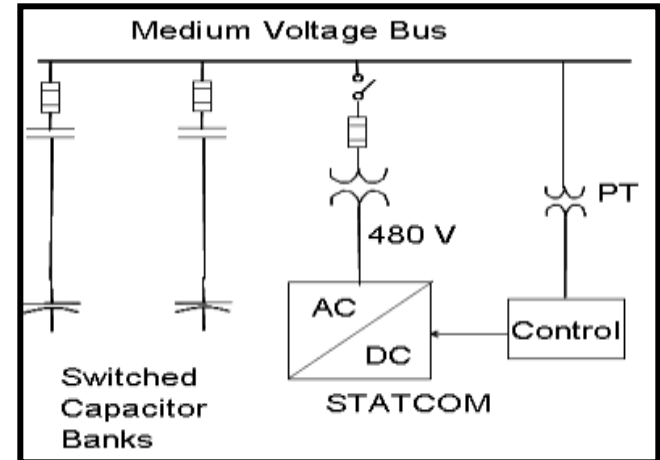 Medium Voltage Bus
PT
480 V
AC
DC
Control
STATCOM
Switched
Capacitor
Banks